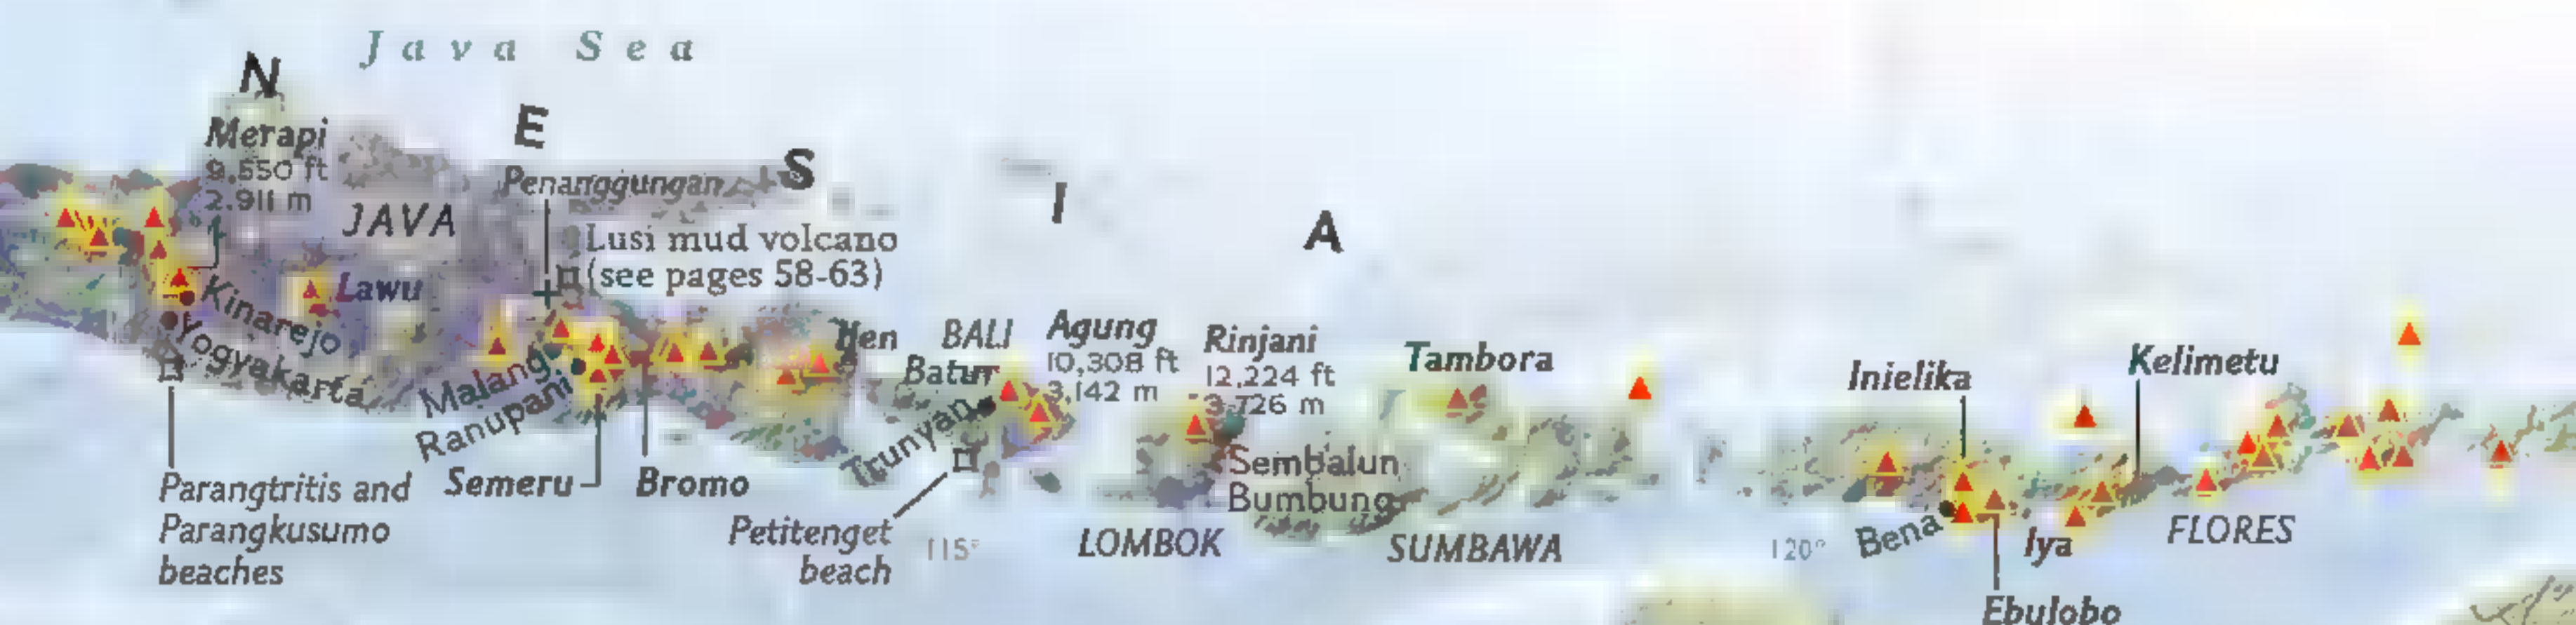 Java Sea
N E S I A
Merapi
9,550 ft
2,911 m
JAVA
Penanggungan
Lusi mud volcano
(see pages 58-63)
Lawu
Kinarejo
Yogyakarta
Malang
Ranupani
Semeru
Bromo
Parangtritis and
Parangkusumo
beaches
Ijen
BALI
Batur
Agung
10,308 ft
3,142 m
Trunyan
Petitenget
beach
115°
Rinjani
12,224 ft
3,726 m
Sembalun
Bumbung
LOMBOK
Tambora
SUMBAWA
120°
Inielika
Bena
Kelimetu
Iya
Ebulobo
FLORES